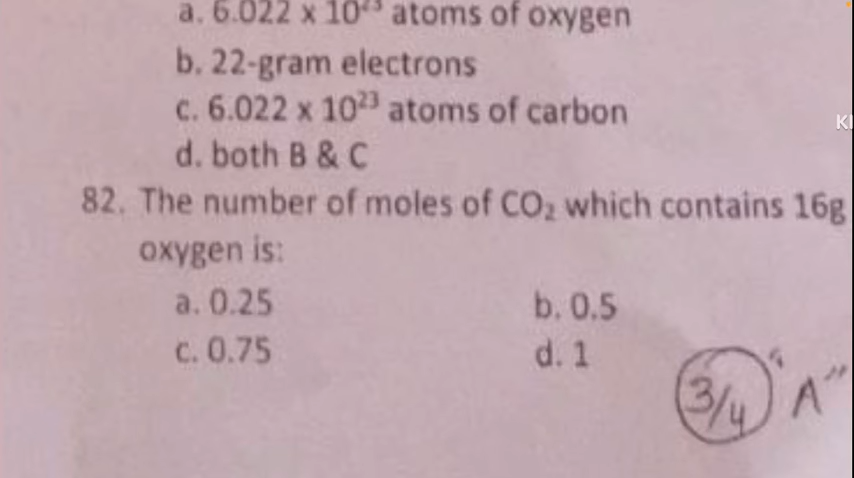 a. 6.022 x 10²³ atoms of oxygen
b. 22-gram electrons
c. 6.022 x 10²³ atoms of carbon
d. both B & C
82. The number of moles of CO₂ which contains 16g
oxygen is:
a. 0.25 b. 0.5
c. 0.75 d. 1
3/4 "A"